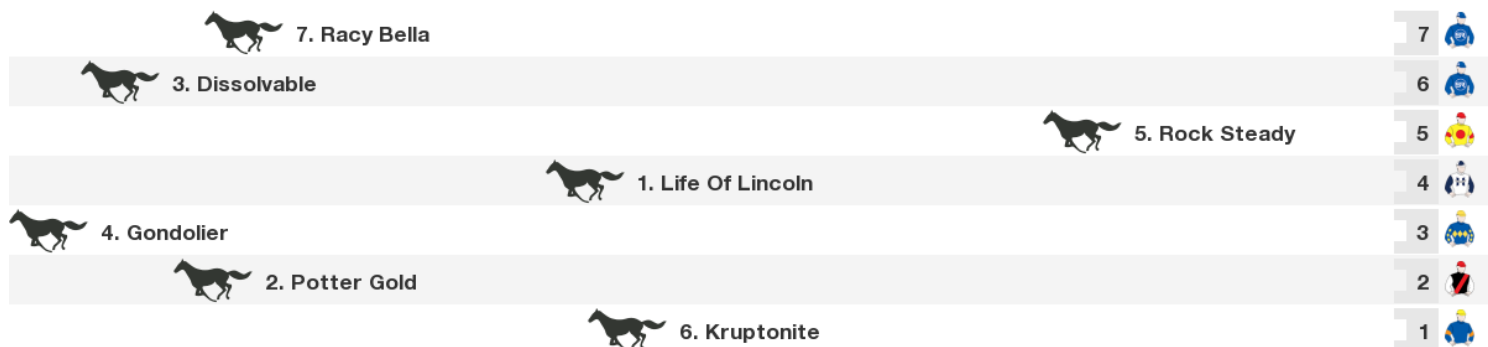 7. Racy Bella 7
3. Dissolvable 6
5. Rock Steady 5
1. Life Of Lincoln 4
4. Gondolier 3
2. Potter Gold 2
6. Kruptonite 1